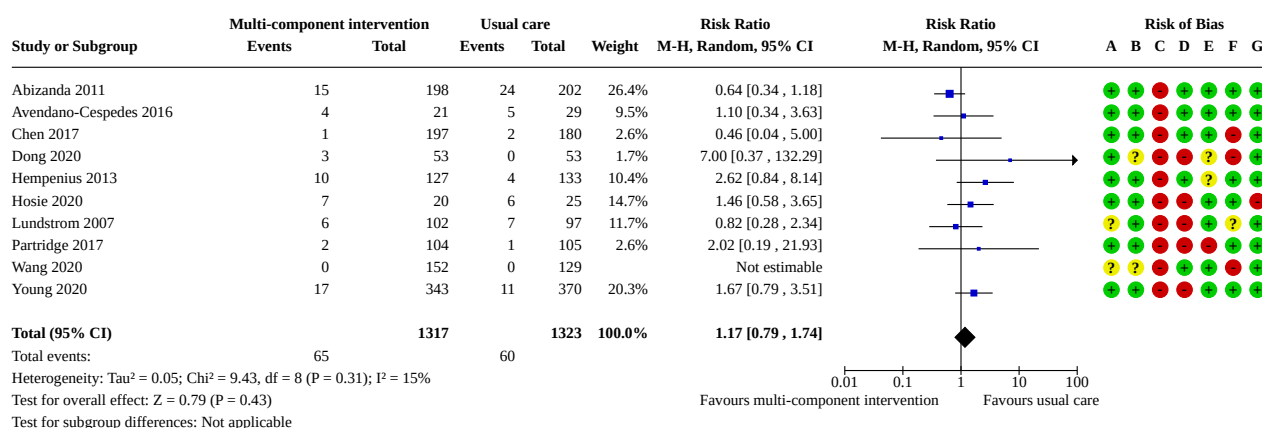 Multi-component intervention Usual care Risk Ratio Risk Ratio Risk of Bias
Study or Subgroup Events Total Events Total Weight M-H, Random, 95% CI M-H, Random, 95% CI A B C D E F G
Abizanda 2011 15 198 24 202 26.4% 0.64 [0.34 , 1.18] + + - + + + +
Avendano-Cespedes 2016 4 21 5 29 9.5% 1.10 [0.34 , 3.63] + + - + + + +
Chen 2017 1 197 2 180 2.6% 0.46 [0.04 , 5.00] + + - + + - +
Dong 2020 3 53 0 53 1.7% 7.00 [0.37 , 132.29] + ? - - ? - +
Hempenius 2013 10 127 4 133 10.4% 2.62 [0.84 , 8.14] + + - + ? + +
Hosie 2020 7 20 6 25 14.7% 1.46 [0.58 , 3.65] + + - - + + -
Lundstrom 2007 6 102 7 97 11.7% 0.82 [0.28 , 2.34] ? + - - + ? +
Partridge 2017 2 104 1 105 2.6% 2.02 [0.19 , 21.93] + + - - - + +
Wang 2020 0 152 0 129 Not estimable ? ? - + + - +
Young 2020 17 343 11 370 20.3% 1.67 [0.79 , 3.51] + + - - + + +
Total (95% CI) 1317 1323 100.0% 1.17 [0.79 , 1.74]
Total events: 65 60
Heterogeneity: Tau² = 0.05; Chi² = 9.43, df = 8 (P = 0.31); I² = 15%
0.01 0.1 1 10 100
Test for overall effect: Z = 0.79 (P = 0.43)
Favours multi-component intervention Favours usual care
Test for subgroup differences: Not applicable